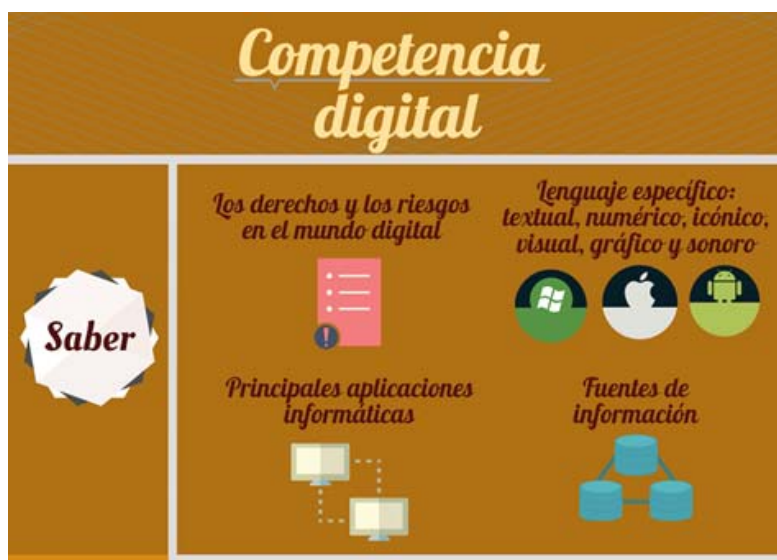 Competencia
digital
Saber
Los derechos y los riesgos
en el mundo digital
Lenguaje específico:
textual, numérico, icónico,
visual, gráfico y sonoro
Principales aplicaciones
informáticas
Fuentes de
información